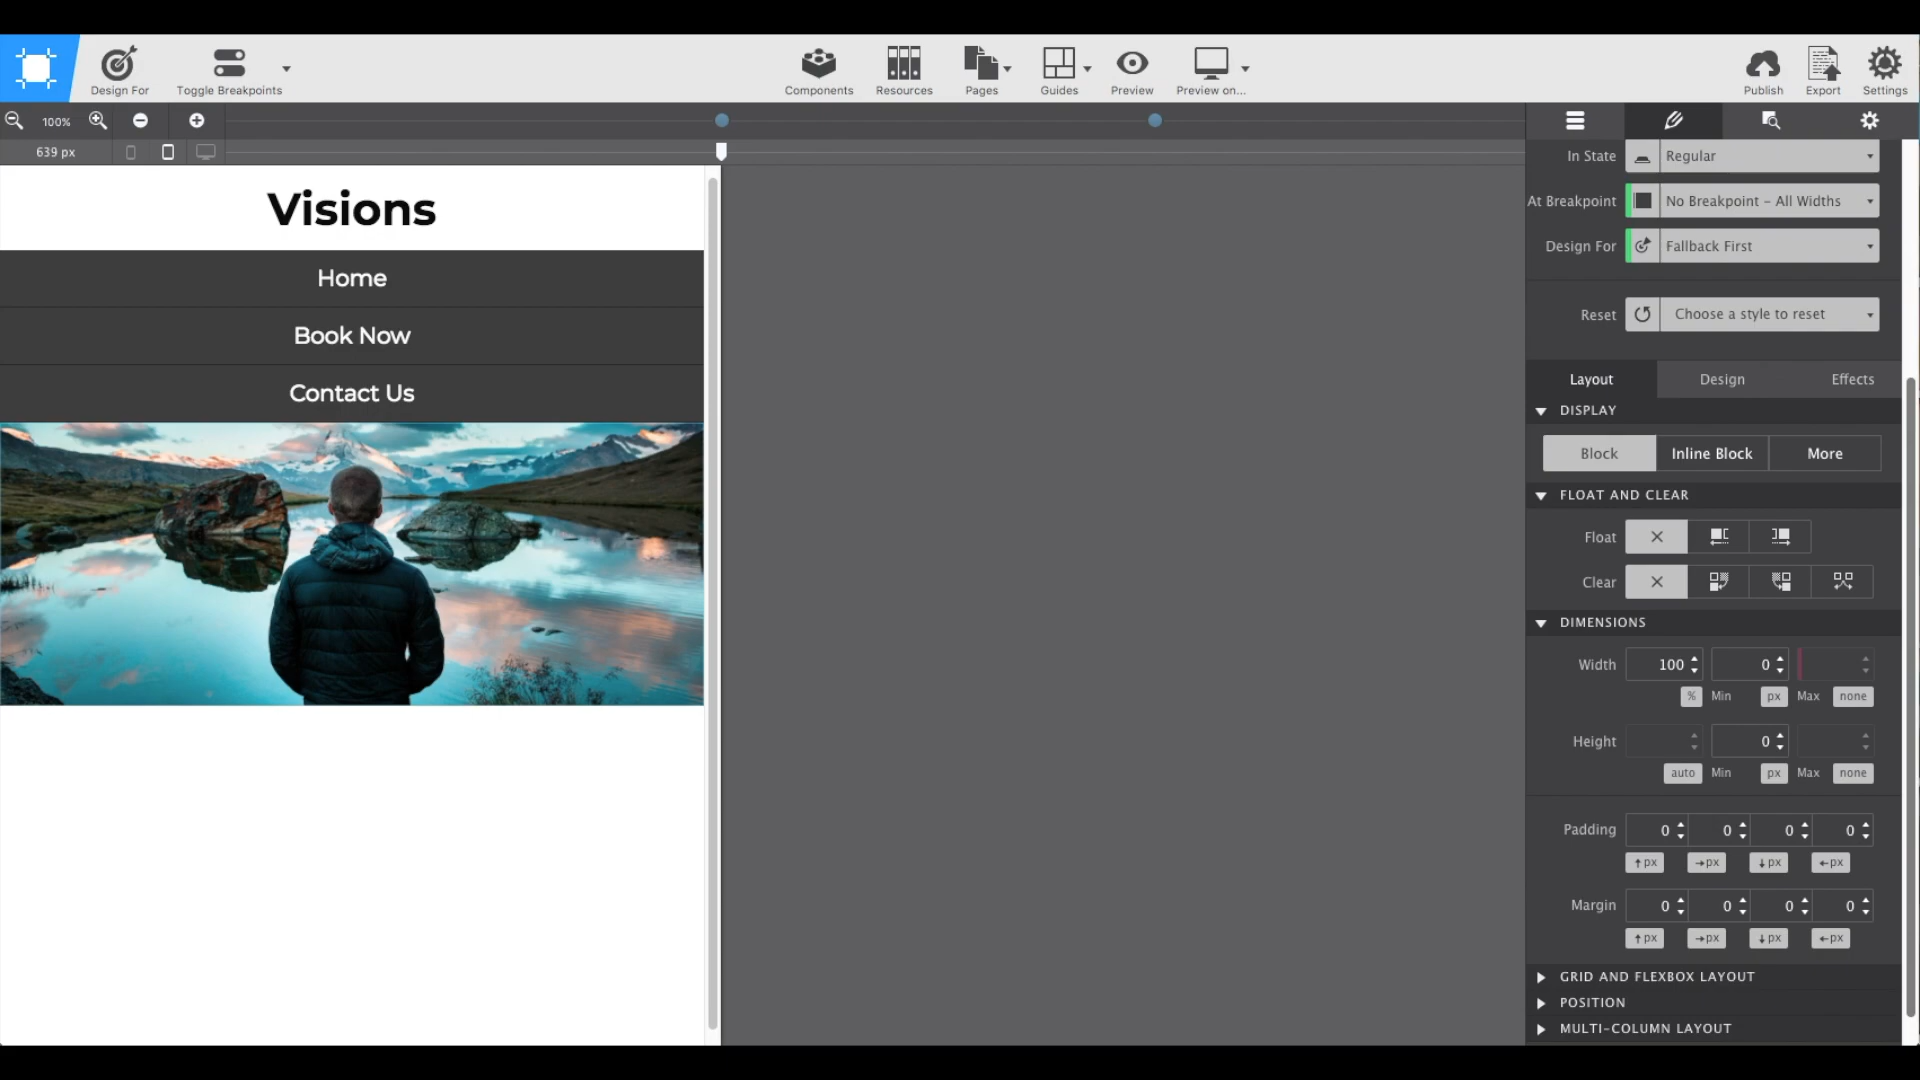 Design For
Toggle Breakpoints
Components
Resources
Pages
Guides
Preview
Preview on...
Publish
Export
Settings
100%
639 px
Visions
Home
Book Now
Contact Us
In State
Regular
At Breakpoint
No Breakpoint – All Widths
Design For
Fallback First
Reset
Choose a style to reset
Layout
Design
Effects
DISPLAY
Block
Inline Block
More
FLOAT AND CLEAR
Float
Clear
DIMENSIONS
Width 100 0
% Min px Max none
Height 0
auto Min px Max none
Padding 0 0 0 0
px px px px
Margin 0 0 0 0
px px px px
GRID AND FLEXBOX LAYOUT
POSITION
MULTI-COLUMN LAYOUT